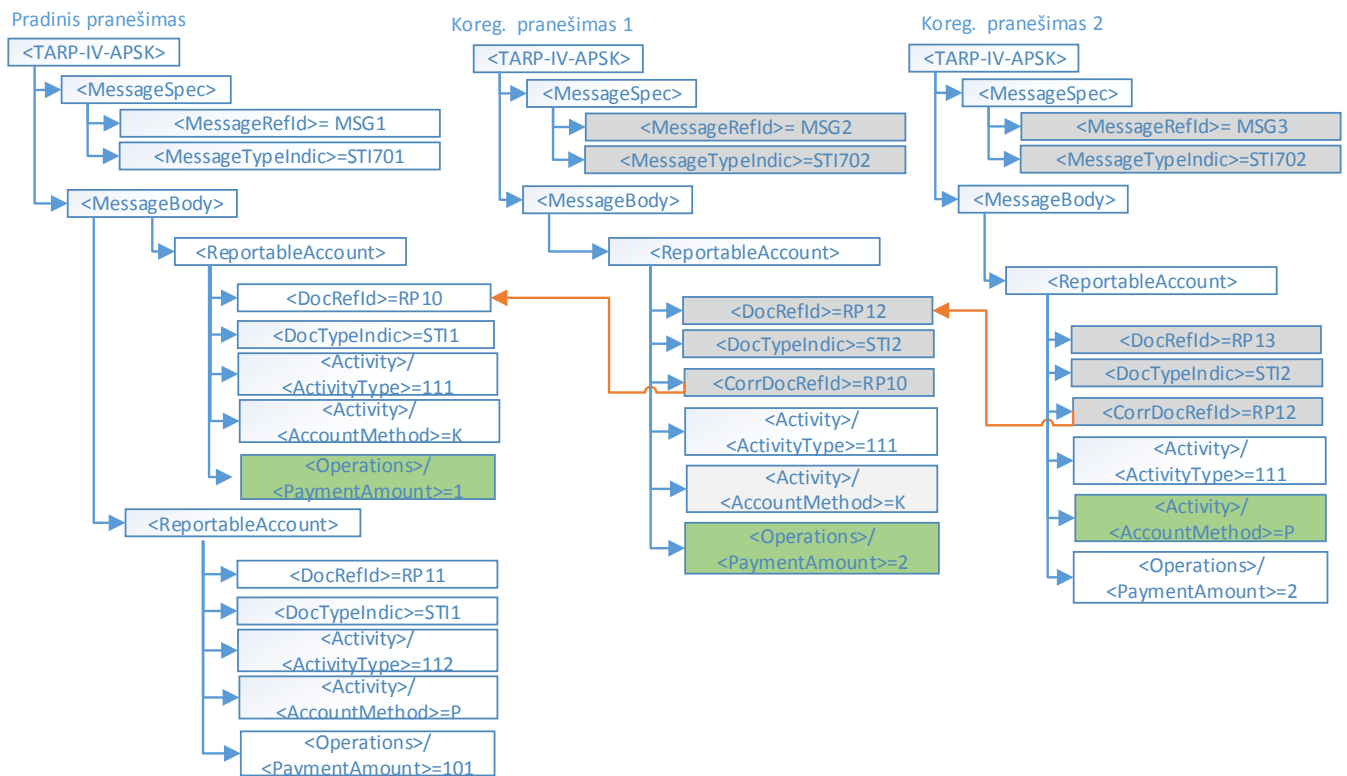 Pradinis pranešimas
<TARP-IV-APSK>
<MessageSpec>
<MessageRefId>= MSG1
<MessageTypeIndic>=STI701
<MessageBody>
<ReportableAccount>
<DocRefId>=RP10
<DocTypeIndic>=STI1
<Activity>/
<ActivityType>=111
<Activity>/
<AccountMethod>=K
<Operations>/
<PaymentAmount>=1
<ReportableAccount>
<DocRefId>=RP11
<DocTypeIndic>=STI1
<Activity>/
<ActivityType>=112
<Activity>/
<AccountMethod>=P
<Operations>/
<PaymentAmount>=101
Koreg. pranešimas 1
<TARP-IV-APSK>
<MessageSpec>
<MessageRefId>= MSG2
<MessageTypeIndic>=STI702
<MessageBody>
<ReportableAccount>
<DocRefId>=RP12
<DocTypeIndic>=STI2
<CorrDocRefId>=RP10
<Activity>/
<ActivityType>=111
<Activity>/
<AccountMethod>=K
<Operations>/
<PaymentAmount>=2
Koreg. pranešimas 2
<TARP-IV-APSK>
<MessageSpec>
<MessageRefId>= MSG3
<MessageTypeIndic>=STI702
<MessageBody>
<ReportableAccount>
<DocRefId>=RP13
<DocTypeIndic>=STI2
<CorrDocRefId>=RP12
<Activity>/
<ActivityType>=111
<Activity>/
<AccountMethod>=P
<Operations>/
<PaymentAmount>=2